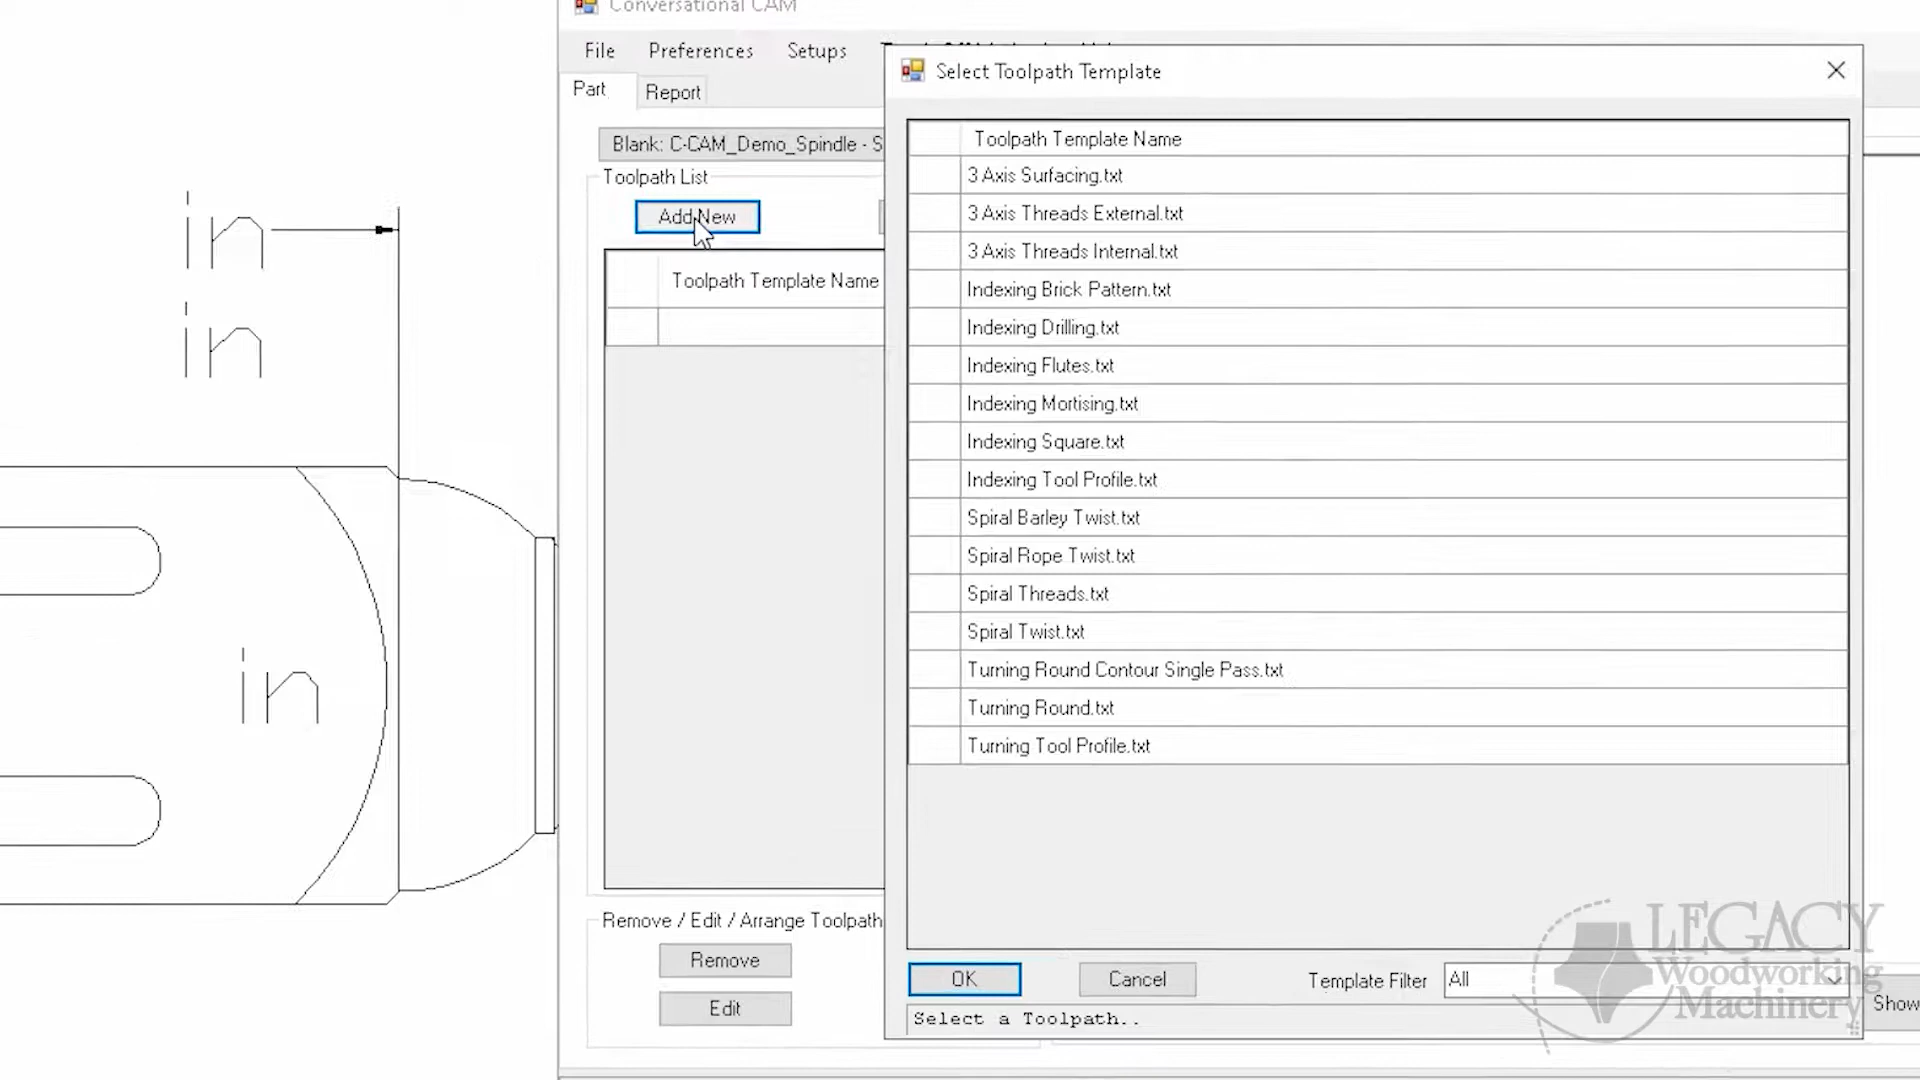 Conversational CAM
File Preferences Setups
Part Report
Blank: C-CAM_Demo_Spindle - S
Toolpath List
Add New
Toolpath Template Name
Remove / Edit / Arrange Toolpath
Remove
Edit
in
in
in
Select Toolpath Template
Toolpath Template Name
3 Axis Surfacing.txt
3 Axis Threads External.txt
3 Axis Threads Internal.txt
Indexing Brick Pattern.txt
Indexing Drilling.txt
Indexing Flutes.txt
Indexing Mortising.txt
Indexing Square.txt
Indexing Tool Profile.txt
Spiral Barley Twist.txt
Spiral Rope Twist.txt
Spiral Threads.txt
Spiral Twist.txt
Turning Round Contour Single Pass.txt
Turning Round.txt
Turning Tool Profile.txt
OK Cancel Template Filter All
Select a Toolpath..
Show
LEGACY
Woodworking
Machinery